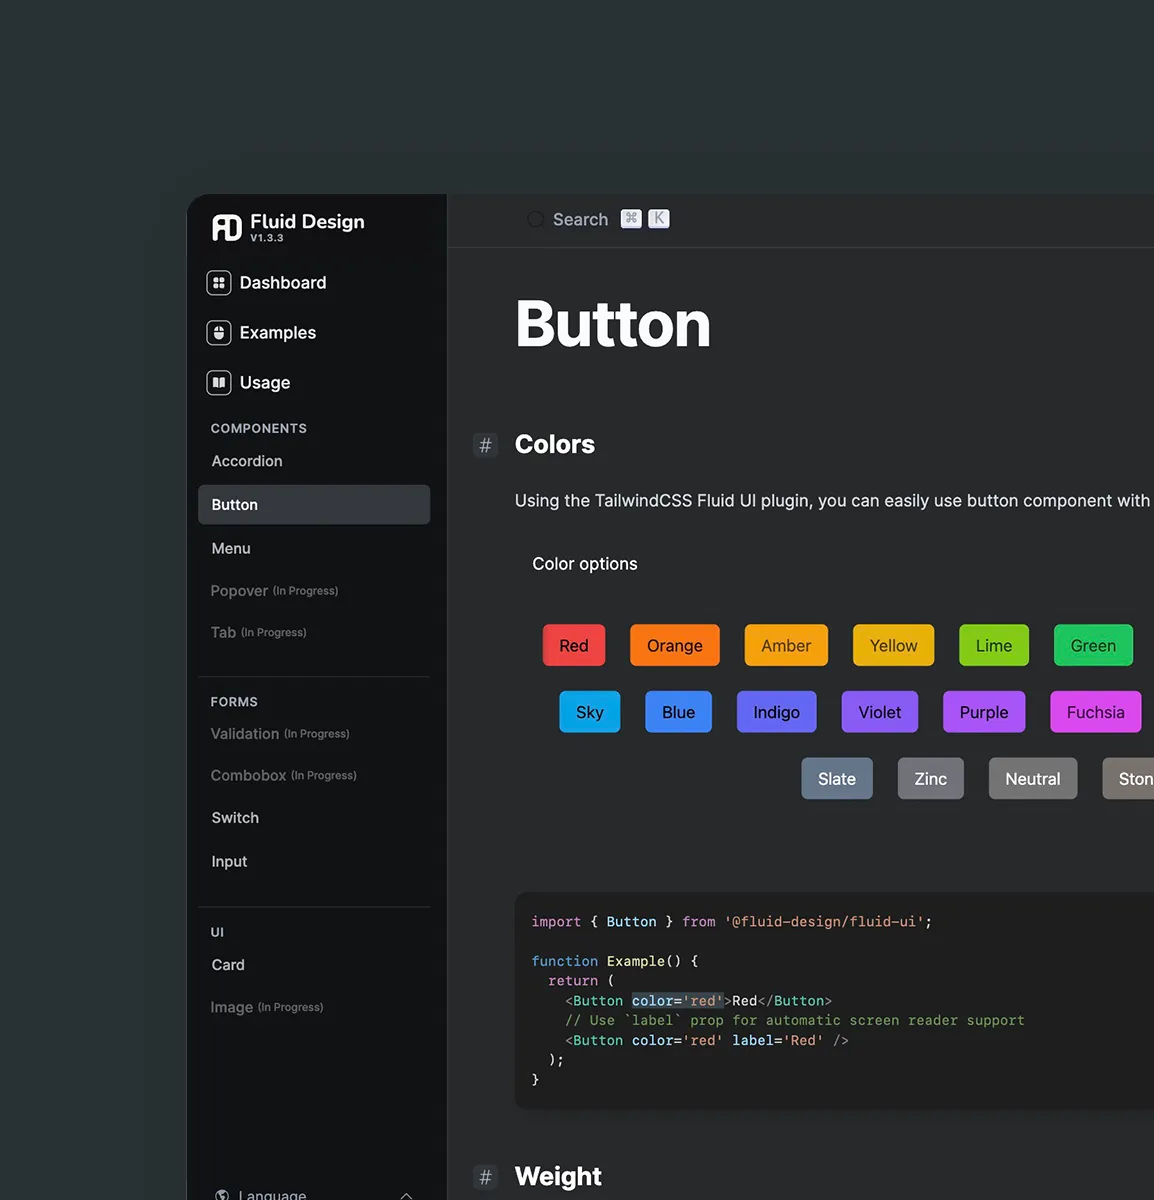 Fluid Design
V1.3.3
Dashboard
Examples
Usage
COMPONENTS
Accordion
Button
Menu
Popover (In Progress)
Tab (In Progress)
FORMS
Validation (In Progress)
Combobox (In Progress)
Switch
Input
UI
Card
Image (In Progress)
Language
Search ⌘ K
Button
# Colors
Using the TailwindCSS Fluid UI plugin, you can easily use button component with
Color options
Red Orange Amber Yellow Lime Green
Sky Blue Indigo Violet Purple Fuchsia
Slate Zinc Neutral Ston
import { Button } from '@fluid-design/fluid-ui';
function Example() {
return (
<Button color='red'>Red</Button>
// Use `label` prop for automatic screen reader support
<Button color='red' label='Red' />
);
}
# Weight